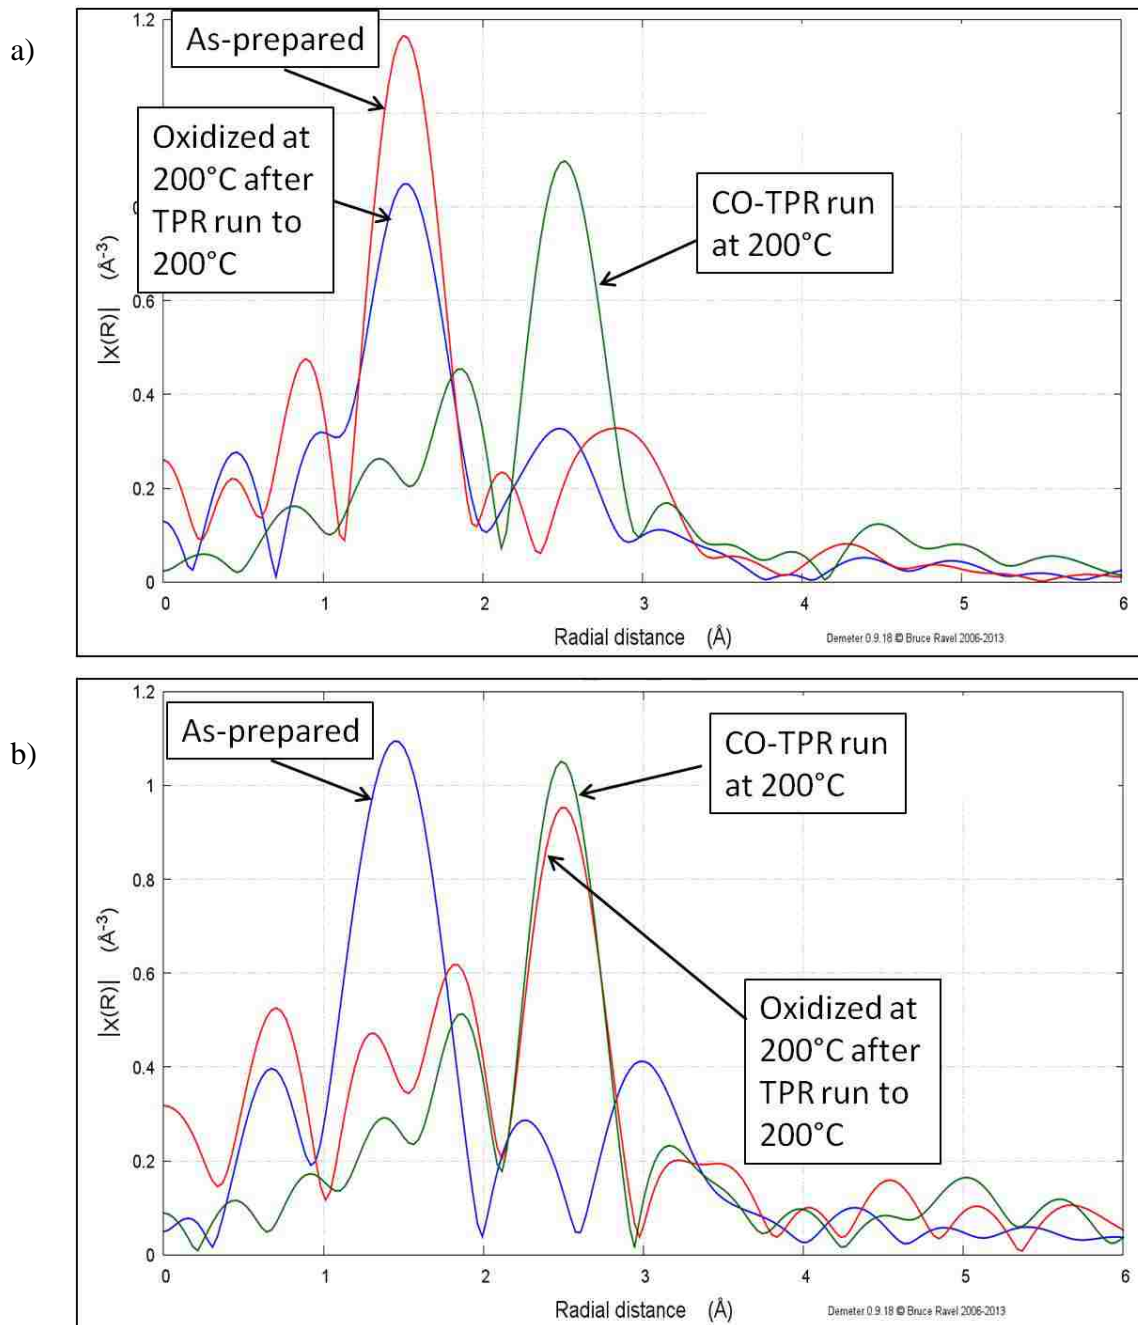 a)
1.2
As-prepared
Oxidized at
200°C after
TPR run to
200°C
CO-TPR run
at 200°C
|χ(R)| (Å⁻³)
0.6
0.4
0.2
0
0 1 2 3 4 5 6
Radial distance (Å)
Demeter 0.9.18 © Bruce Ravel 2006-2013
b)
1.2
As-prepared
CO-TPR run
at 200°C
1
0.8
|χ(R)| (Å⁻³)
0.6
Oxidized at
200°C after
TPR run to
200°C
0.4
0.2
0
0 1 2 3 4 5 6
Radial distance (Å)
Demeter 0.9.18 © Bruce Ravel 2006-2013